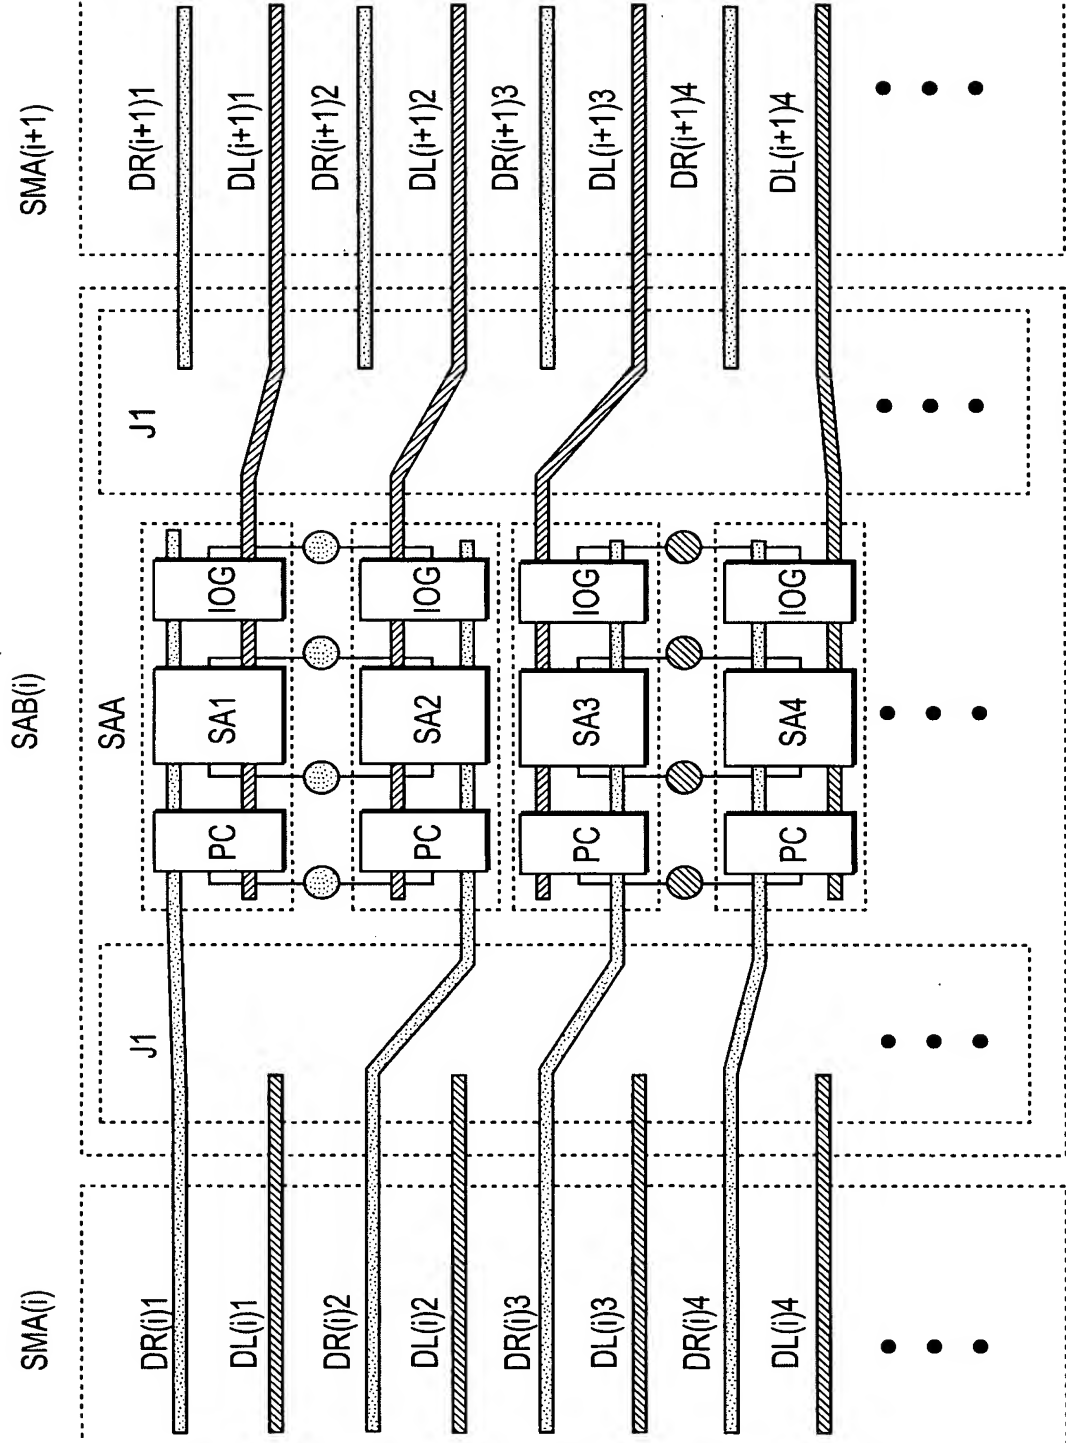 SMA(i)
SAB(i)
SMA(i+1)
SAA
J1
J1
DR(i)1
PC
SA1
IOG
DR(i+1)1
DL(i)1
DL(i+1)1
DR(i)2
PC
SA2
IOG
DR(i+1)2
DL(i)2
DL(i+1)2
DR(i)3
PC
SA3
IOG
DR(i+1)3
DL(i)3
DL(i+1)3
DR(i)4
PC
SA4
IOG
DR(i+1)4
DL(i)4
DL(i+1)4